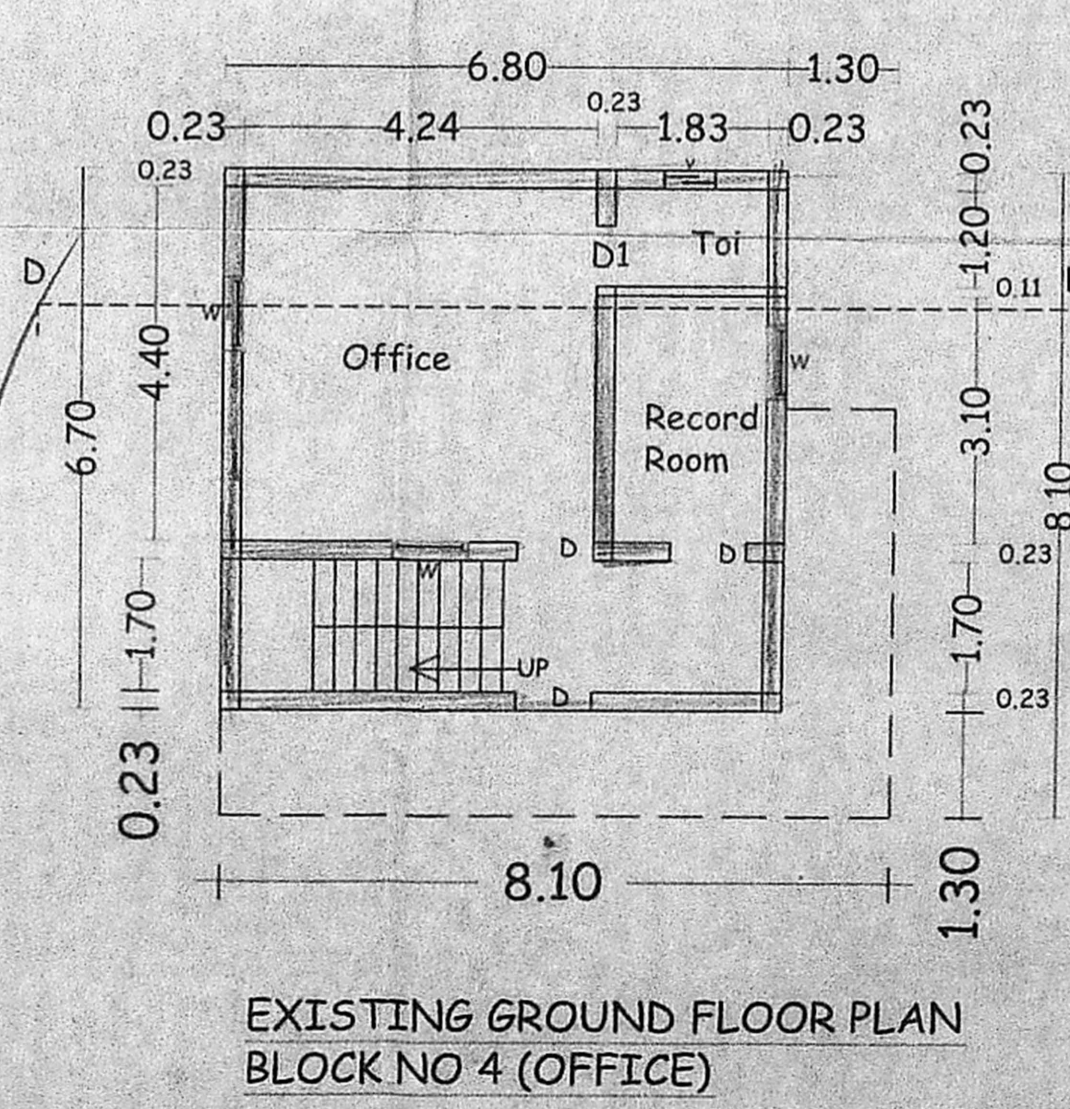 6.80 1.30
0.23 4.24 0.23 1.83 0.23
0.23
0.23
D1 Toi
1.20
D
0.11
W
4.40
Office
W
6.70
Record
Room
3.10
8.10
D D
0.23
W
1.70
UP
1.70
D
0.23
0.23
8.10
1.30
EXISTING GROUND FLOOR PLAN
BLOCK NO 4 (OFFICE)